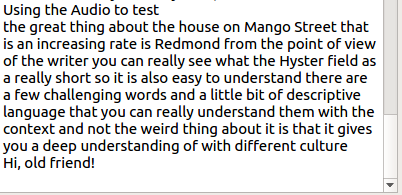 Using the Audio to test
the great thing about the house on Mango Street that
is an increasing rate is Redmond from the point of view
of the writer you can really see what the Hyster field as
a really short so it is also easy to understand there are
a few challenging words and a little bit of descriptive
language that you can really understand them with the
context and not the weird thing about it is that it gives
you a deep understanding of with different culture
Hi, old friend!